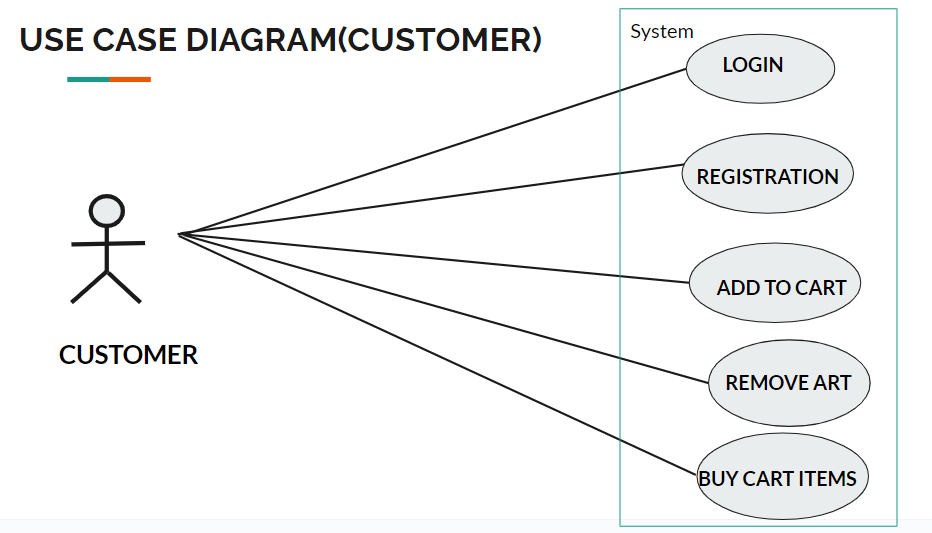 USE CASE DIAGRAM(CUSTOMER)
System
LOGIN
REGISTRATION
ADD TO CART
CUSTOMER
REMOVE ART
BUY CART ITEMS